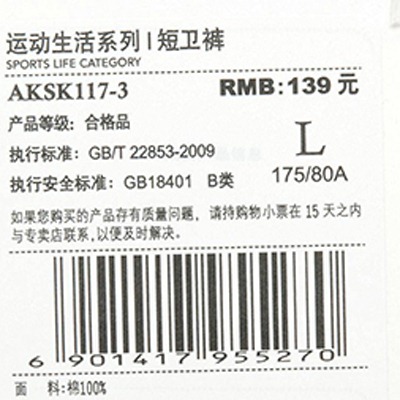 运动生活系列 | 短卫裤
SPORTS LIFE CATEGORY
AKSK117-3 RMB:139 元
产品等级：合格品
执行标准：GB/T 22853-2009
L
执行安全标准：GB18401 B类
175/80A
如果您购买的产品存有质量问题，请持购物小票在 15 天之内
与专卖店联系,以便及时解决。
6 901417 955270
面 料:棉100%